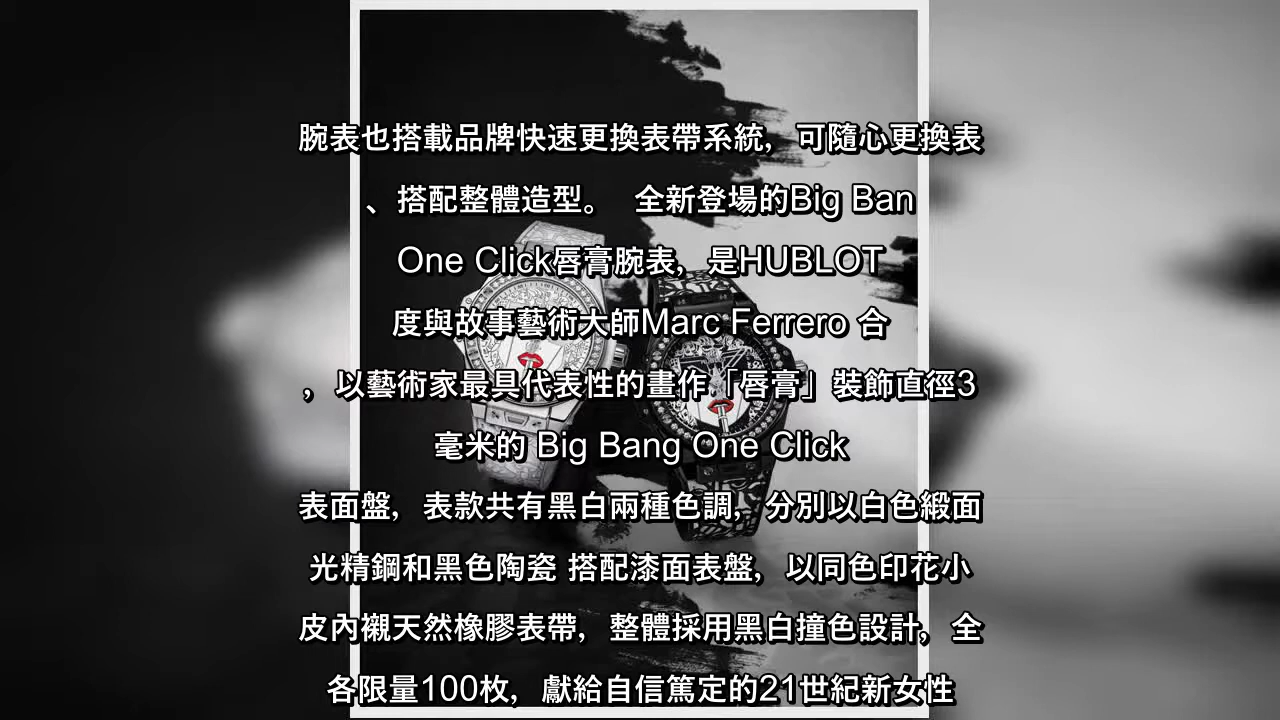 腕表也搭載品牌快速更換表帶系統，可隨心更換表
、搭配整體造型。 全新登場的Big Ban
One Click唇膏腕表，是HUBLOT
度與故事藝術大師Marc Ferrero 合
，以藝術家最具代表性的畫作「唇膏」裝飾直徑3
毫米的 Big Bang One Click
表面盤，表款共有黑白兩種色調，分別以白色緞面
光精鋼和黑色陶瓷 搭配漆面表盤，以同色印花小
皮內襯天然橡膠表帶，整體採用黑白撞色設計，全
各限量100枚，獻給自信篤定的21世紀新女性